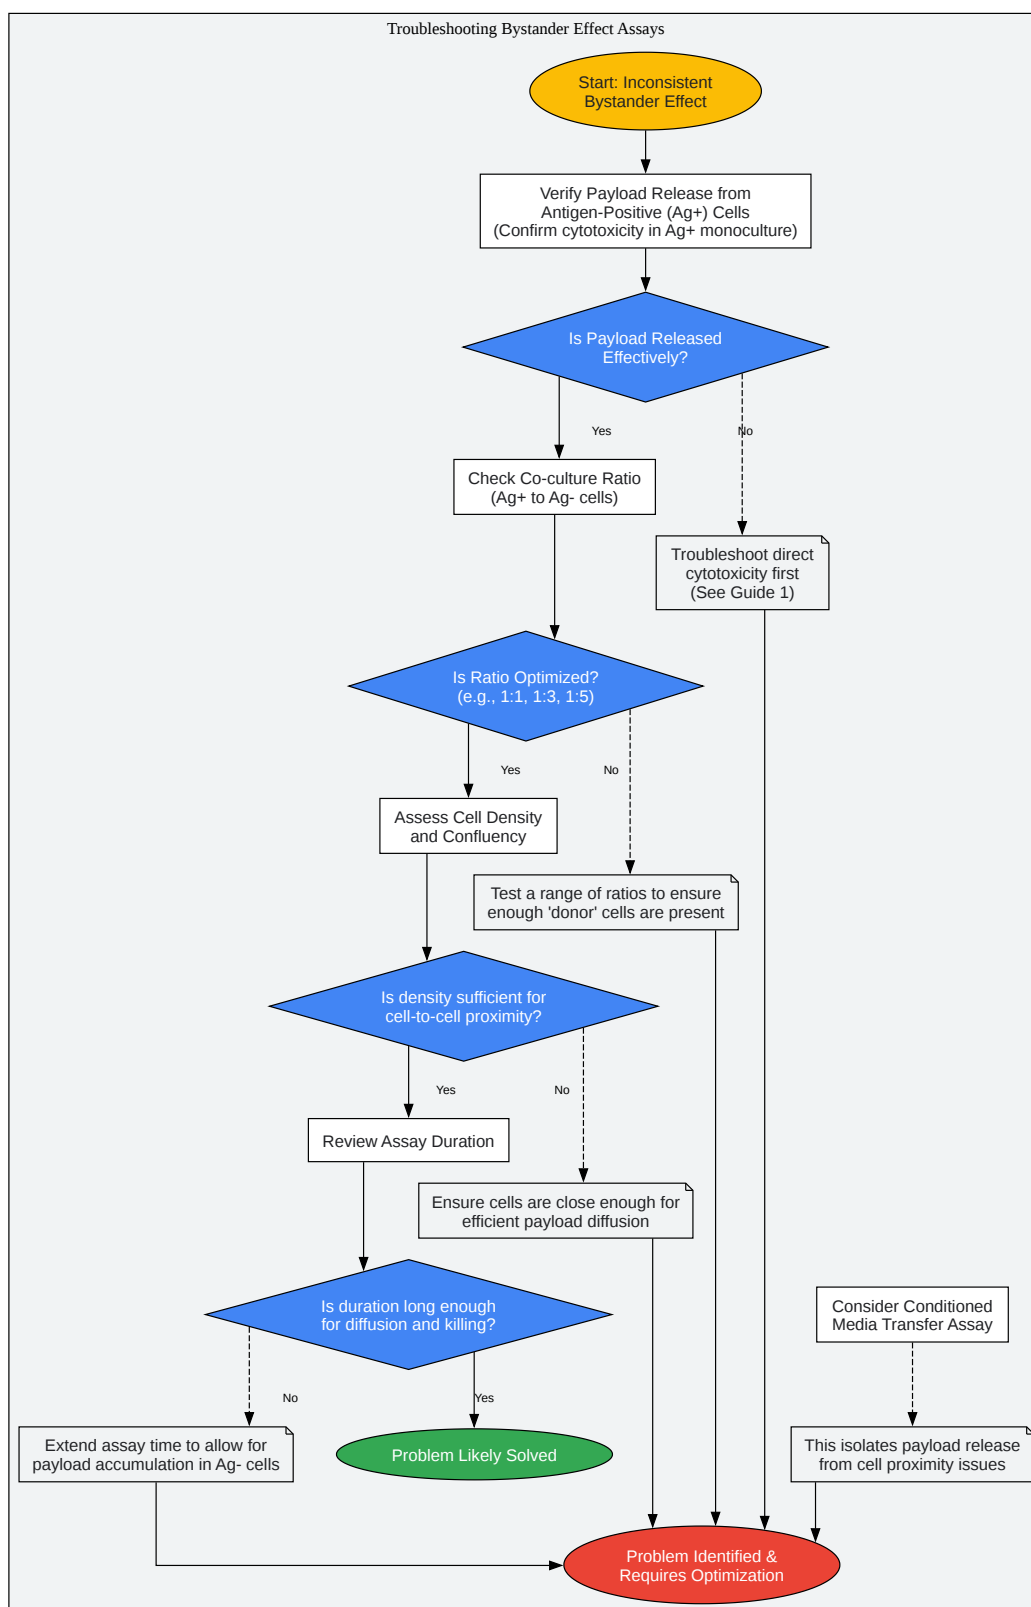 Troubleshooting Bystander Effect Assays
Start: Inconsistent
Bystander Effect
Verify Payload Release from
Antigen-Positive (Ag+) Cells
(Confirm cytotoxicity in Ag+ monoculture)
Is Payload Released
Effectively?
Yes
No
Check Co-culture Ratio
(Ag+ to Ag- cells)
Troubleshoot direct
cytotoxicity first
(See Guide 1)
Is Ratio Optimized?
(e.g., 1:1, 1:3, 1:5)
Yes
No
Assess Cell Density
and Confluency
Test a range of ratios to ensure
enough 'donor' cells are present
Is density sufficient for
cell-to-cell proximity?
Yes
No
Review Assay Duration
Ensure cells are close enough for
efficient payload diffusion
Is duration long enough
for diffusion and killing?
Consider Conditioned
Media Transfer Assay
No
Yes
Extend assay time to allow for
payload accumulation in Ag- cells
Problem Likely Solved
This isolates payload release
from cell proximity issues
Problem Identified &
Requires Optimization